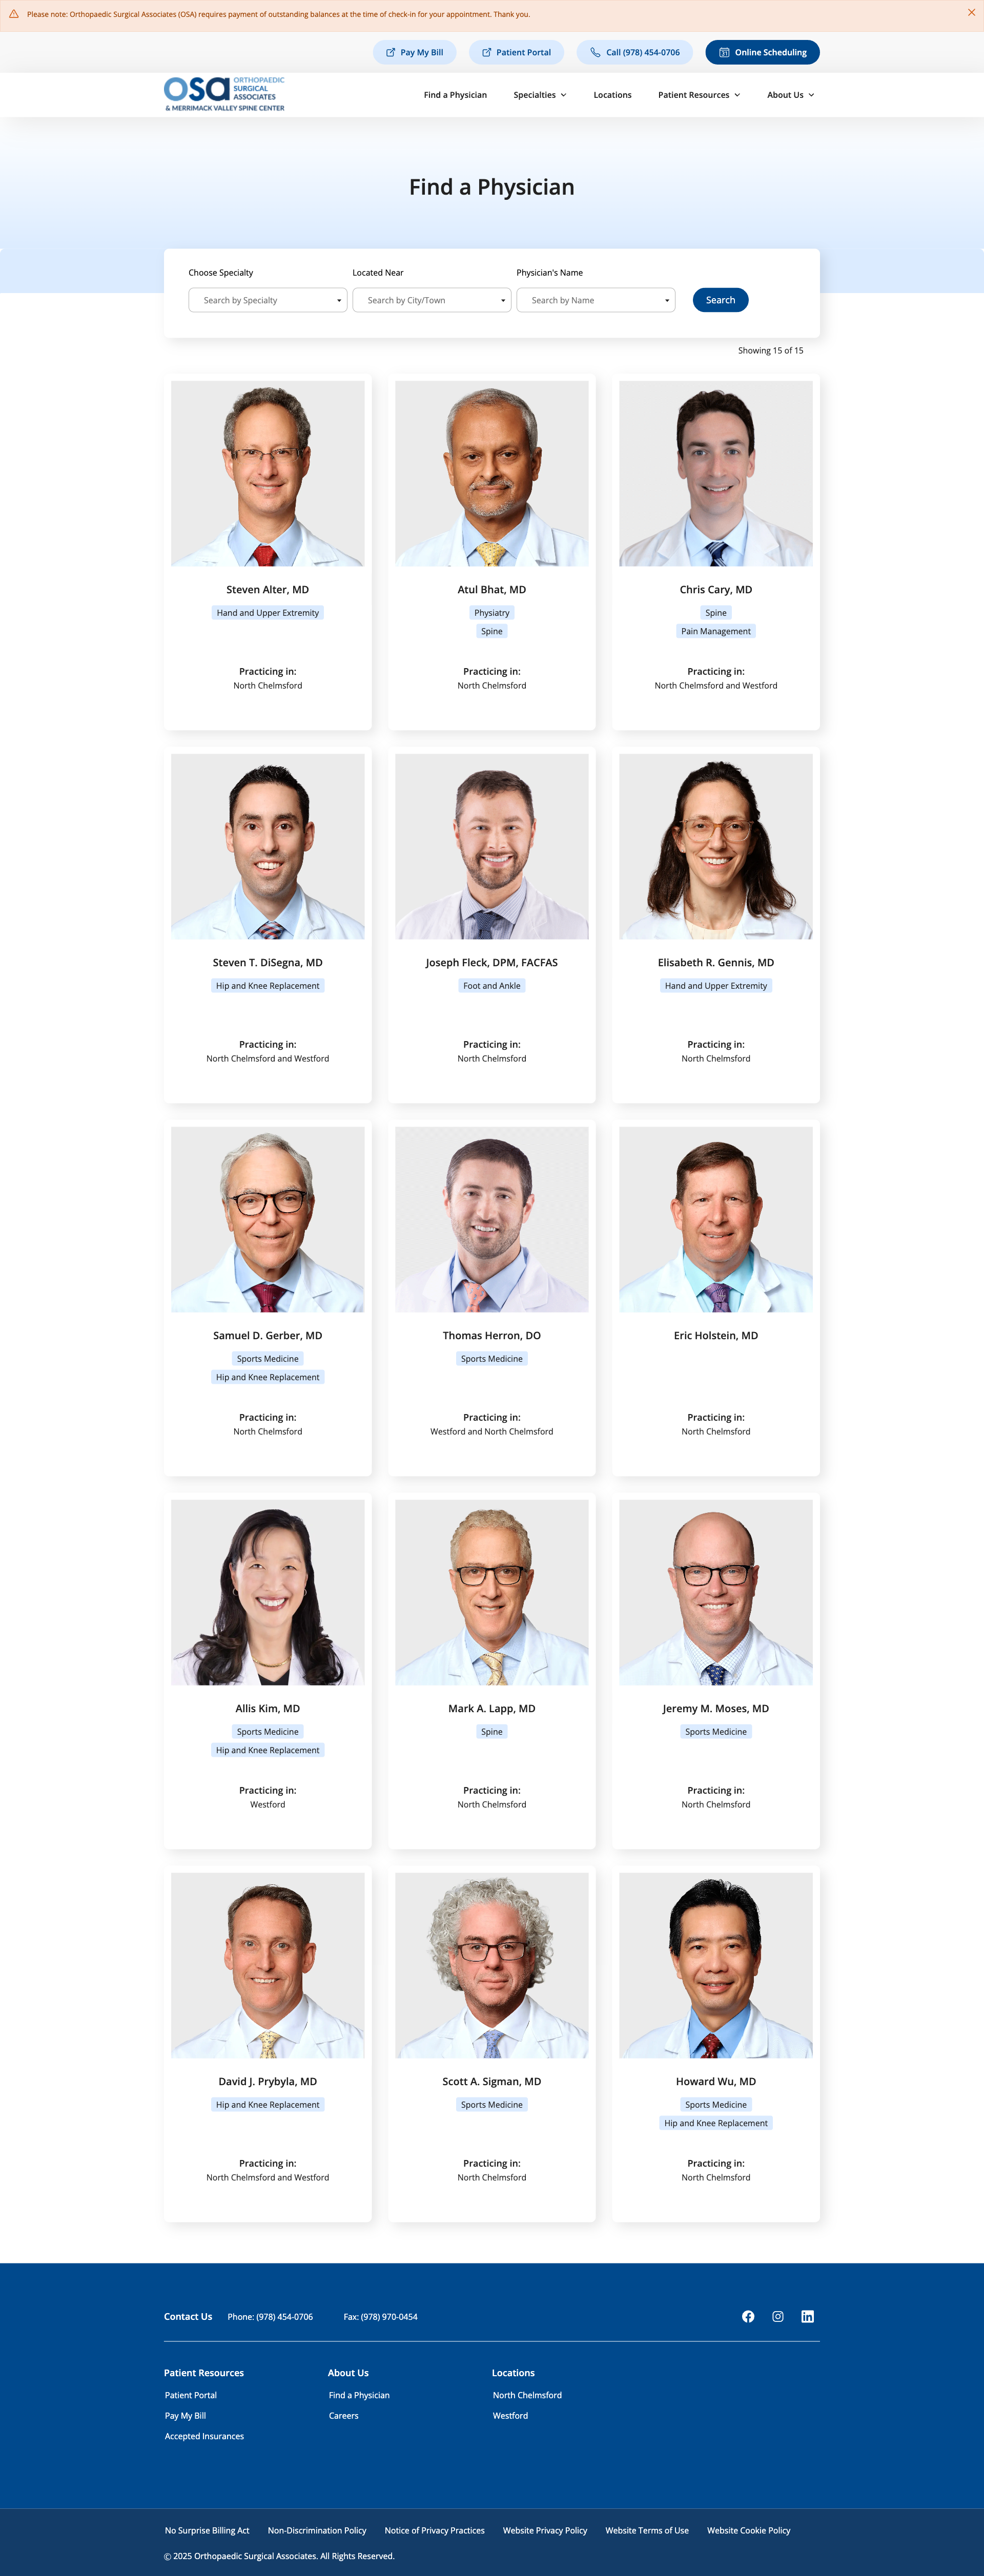 Please note: Orthopaedic Surgical Associates (OSA) requires payment of outstanding balances at the time of check-in for your appointment. Thank you.
Pay My Bill
Patient Portal
Call (978) 454-0706
Online Scheduling
osa ORTHOPAEDIC
SURGICAL
ASSOCIATES
& MERRIMACK VALLEY SPINE CENTER
Find a Physician
Specialties
Locations
Patient Resources
About Us
Find a Physician
Choose Specialty
Located Near
Physician's Name
Search by Specialty
Search by City/Town
Search by Name
Search
Showing 15 of 15
Steven Alter, MD
Hand and Upper Extremity
Practicing in:
North Chelmsford
Atul Bhat, MD
Physiatry
Spine
Practicing in:
North Chelmsford
Chris Cary, MD
Spine
Pain Management
Practicing in:
North Chelmsford and Westford
Steven T. DiSegna, MD
Hip and Knee Replacement
Practicing in:
North Chelmsford and Westford
Joseph Fleck, DPM, FACFAS
Foot and Ankle
Practicing in:
North Chelmsford
Elisabeth R. Gennis, MD
Hand and Upper Extremity
Practicing in:
North Chelmsford
Samuel D. Gerber, MD
Sports Medicine
Hip and Knee Replacement
Practicing in:
North Chelmsford
Thomas Herron, DO
Sports Medicine
Practicing in:
Westford and North Chelmsford
Eric Holstein, MD
Practicing in:
North Chelmsford
Allis Kim, MD
Sports Medicine
Hip and Knee Replacement
Practicing in:
Westford
Mark A. Lapp, MD
Spine
Practicing in:
North Chelmsford
Jeremy M. Moses, MD
Sports Medicine
Practicing in:
North Chelmsford
David J. Prybyla, MD
Hip and Knee Replacement
Practicing in:
North Chelmsford and Westford
Scott A. Sigman, MD
Sports Medicine
Practicing in:
North Chelmsford
Howard Wu, MD
Sports Medicine
Hip and Knee Replacement
Practicing in:
North Chelmsford
Contact Us
Phone: (978) 454-0706
Fax: (978) 970-0454
Patient Resources
Patient Portal
Pay My Bill
Accepted Insurances
About Us
Find a Physician
Careers
Locations
North Chelmsford
Westford
No Surprise Billing Act
Non-Discrimination Policy
Notice of Privacy Practices
Website Privacy Policy
Website Terms of Use
Website Cookie Policy
© 2025 Orthopaedic Surgical Associates. All Rights Reserved.